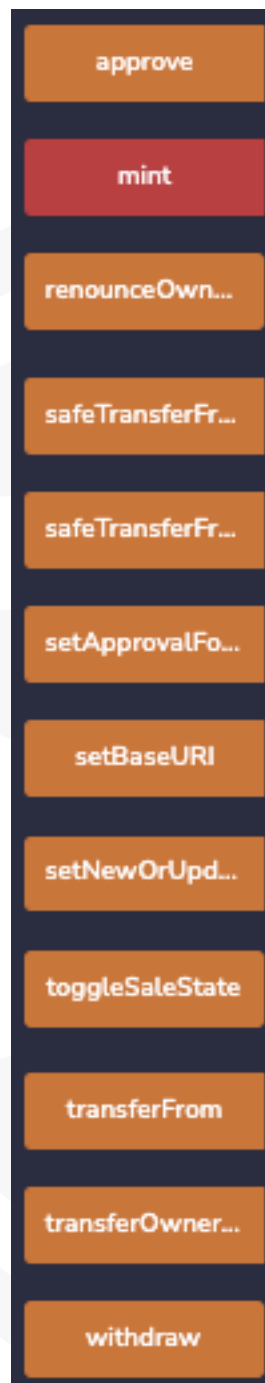 approve
mint
renounceOwn...
safeTransferFr...
safeTransferFr...
setApprovalFo...
setBaseURI
setNewOrUpd...
toggleSaleState
transferFrom
transferOwner...
withdraw